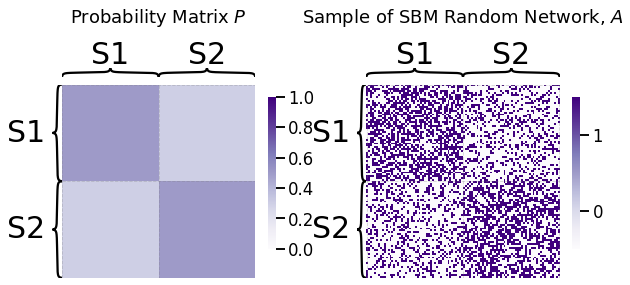 Probability Matrix P
S1 S2
S1
S2
1.0
0.8
0.6
0.4
0.2
0.0
Sample of SBM Random Network, A
S1 S2
S1
S2
1
0